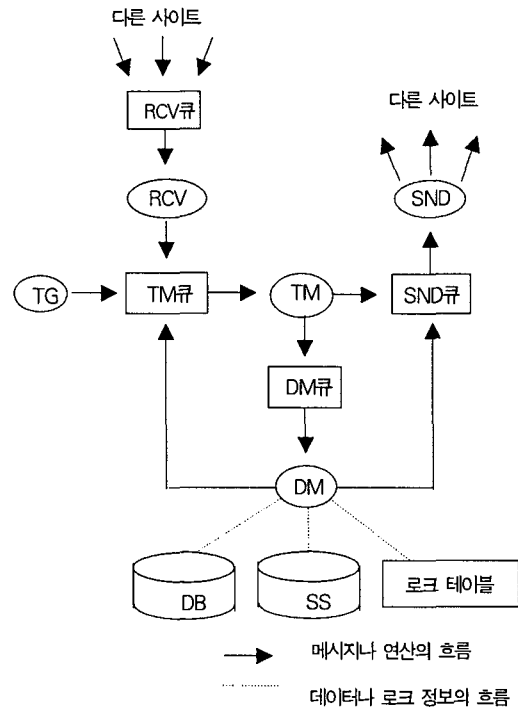 다른 사이트
RCV큐
다른 사이트
RCV
SND
TG
TM큐
TM
SND큐
DM큐
DM
DB
SS
로크 테이블
메시지나 연산의 흐름
데이터나 로크 정보의 흐름